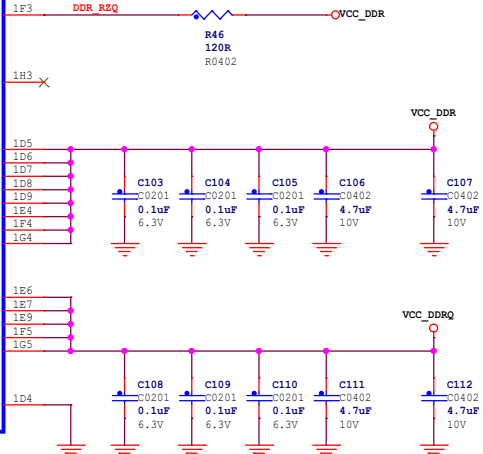 1F3 DDR_RZQ VCC_DDR
R46
120R
R0402
1H3
VCC_DDR
1D5
1D6
1D7
1D8
1D9
1E4
1F4
1G4
C103 C104 C105 C106 C107
C0201 C0201 C0201 C0402 C0402
0.1uF 0.1uF 0.1uF 4.7uF 4.7uF
6.3V 6.3V 6.3V 10V 10V
1E6
1E7
1E9
1F5
1G5
VCC_DDRQ
1D4
C108 C109 C110 C111 C112
C0201 C0201 C0201 C0402 C0402
0.1uF 0.1uF 0.1uF 4.7uF 4.7uF
6.3V 6.3V 6.3V 10V 10V